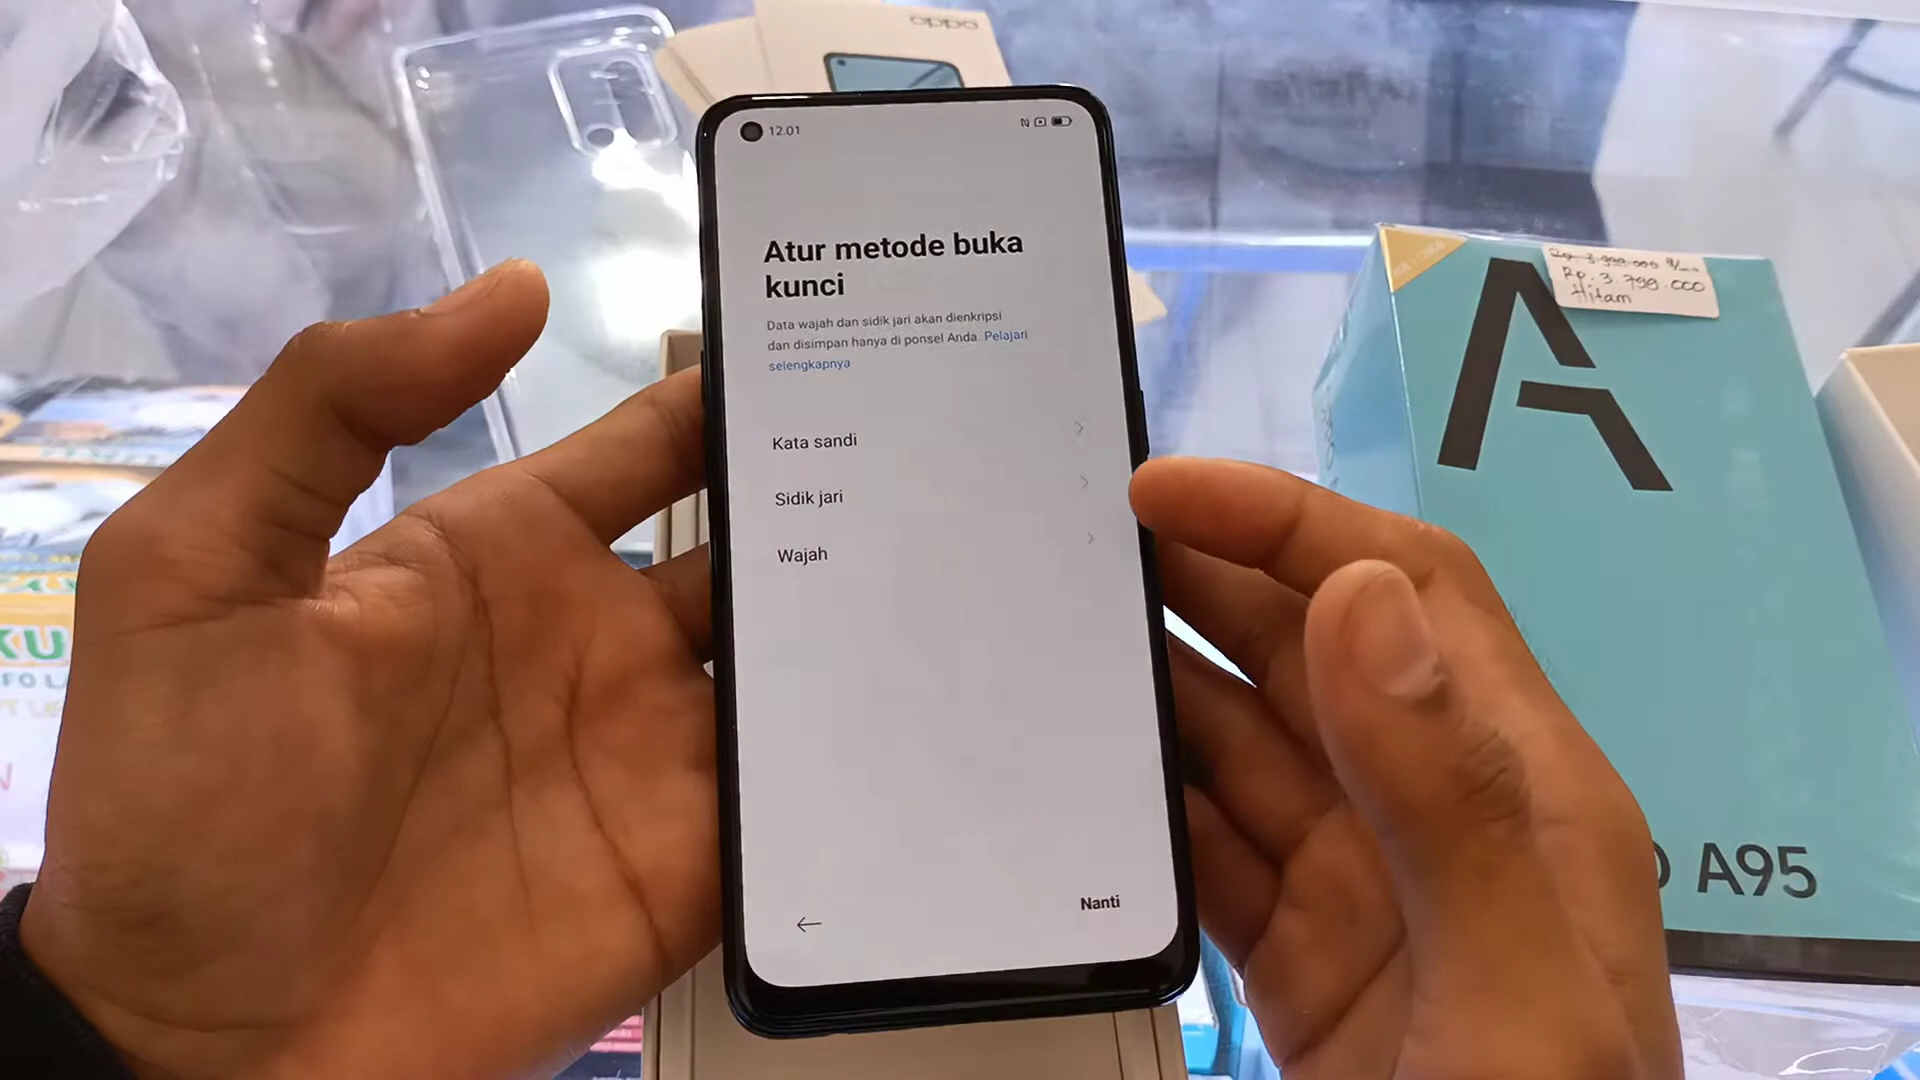 oppo
12.01
Atur metode buka
kunci
Data wajah dan sidik jari akan dienkripsi
dan disimpan hanya di ponsel Anda. Pelajari
selengkapnya
Kata sandi
Sidik jari
Wajah
Nanti
Rp. 3.799.000
Hitam
A
A95
KU